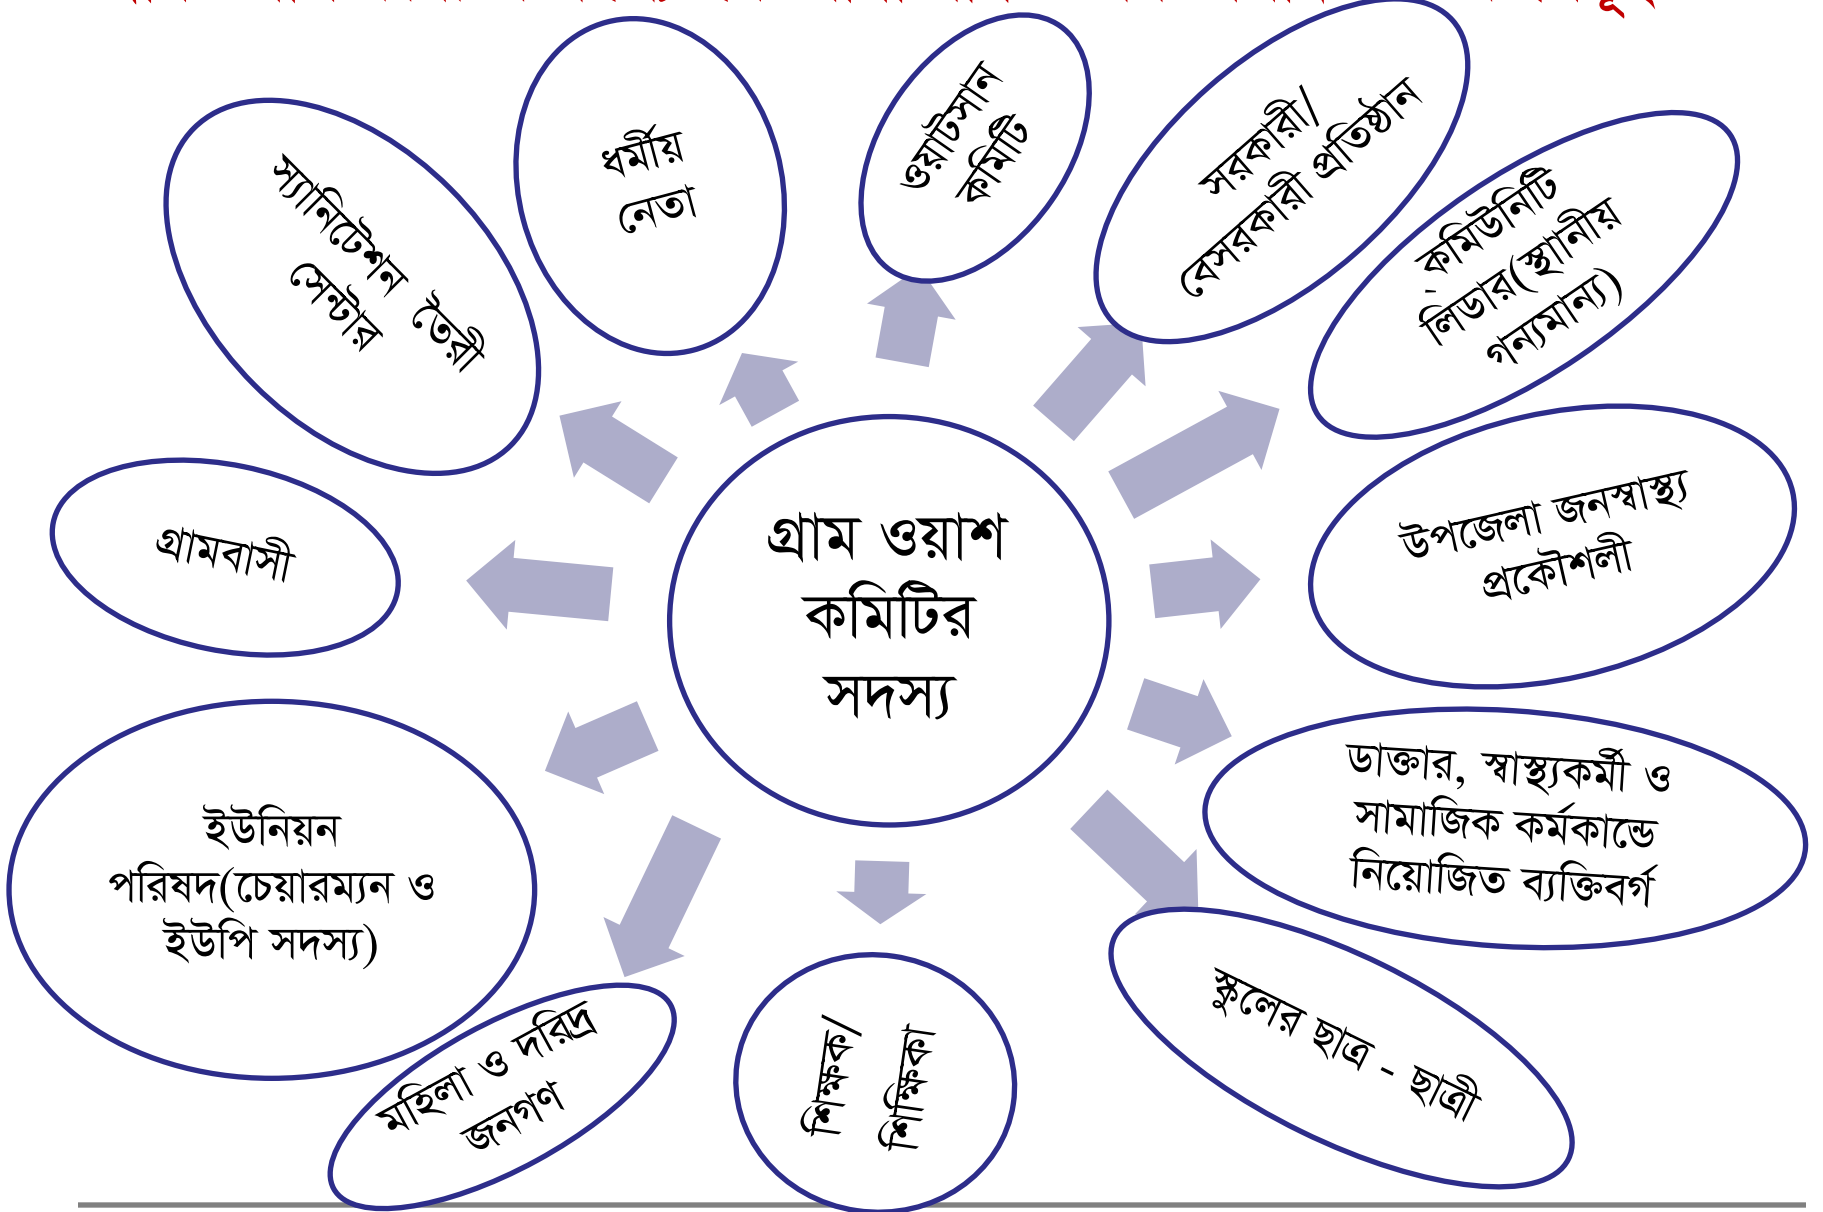 গ্রাম ওয়াশ
কমিটির
সদস্য
ওয়াটসান
কমিটি
সরকারী/
বেসরকারী প্রতিষ্ঠান
কমিউনিটি
লিডার(স্থানীয়
গন্যমান্য)
উপজেলা জনস্বাস্থ্য
প্রকৌশলী
ডাক্তার, স্বাস্থ্যকর্মী ও
সামাজিক কর্মকান্ডে
নিয়োজিত ব্যক্তিবর্গ
স্কুলের ছাত্র - ছাত্রী
শিক্ষক/
শিক্ষিকা
মহিলা ও দরিদ্র
জনগণ
ইউনিয়ন
পরিষদ(চেয়ারম্যন ও
ইউপি সদস্য)
গ্রামবাসী
স্যানিটেশন তৈরী
সেন্টার
ধর্মীয়
নেতা